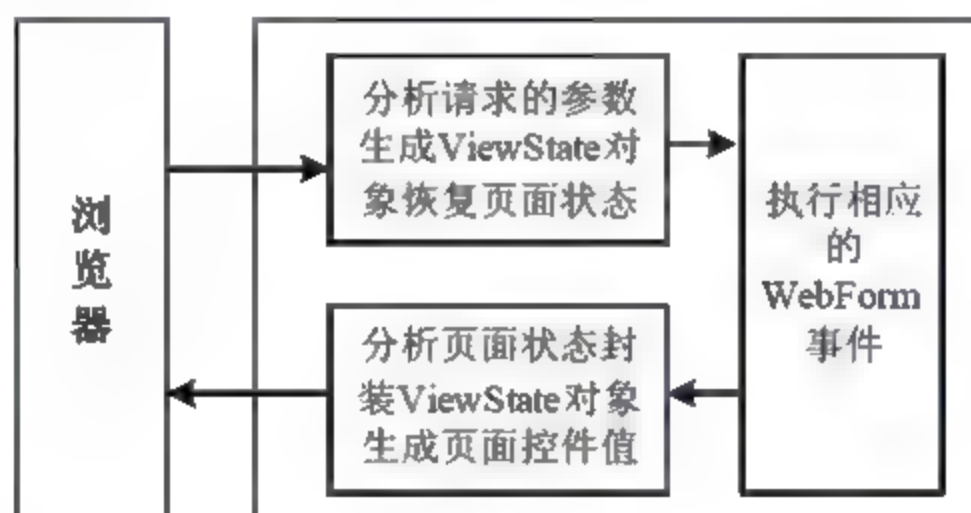 浏
览
器
分析请求的参数
生成ViewState对
象恢复页面状态
执行相应
的
WebForm
事件
分析页面状态封
装ViewState对象
生成页面控件值